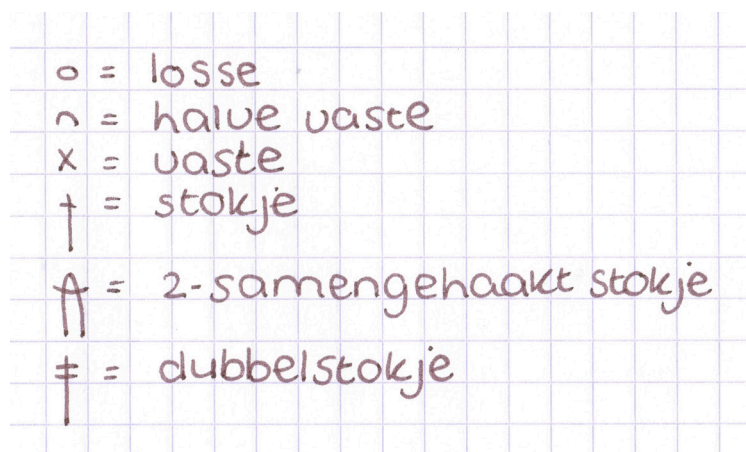 o = losse
∩ = halve vaste
x = vaste
† = stokje
= 2-samengehaakt stokje
‡ = dubbelstokje